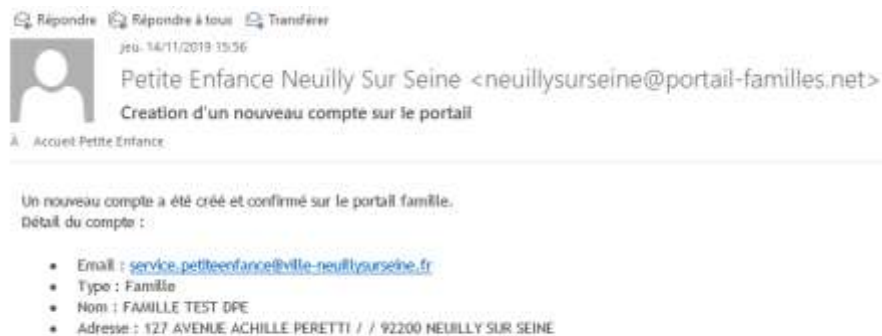 Répondre Répondre à tous Transférer
jeu. 14/11/2019 15:56
Petite Enfance Neuilly Sur Seine <neuillysurseine@portail-familles.net>
Creation d'un nouveau compte sur le portail
À Accueil Petite Enfance
Un nouveau compte a été créé et confirmé sur le portail famille.
Détail du compte :
• Email : service.petiteenfance@ville-neuillysurseine.fr
• Type : Famille
• Nom : FAMILLE TEST DPE
• Adresse : 127 AVENUE ACHILLE PERETTI / / 92200 NEUILLY SUR SEINE